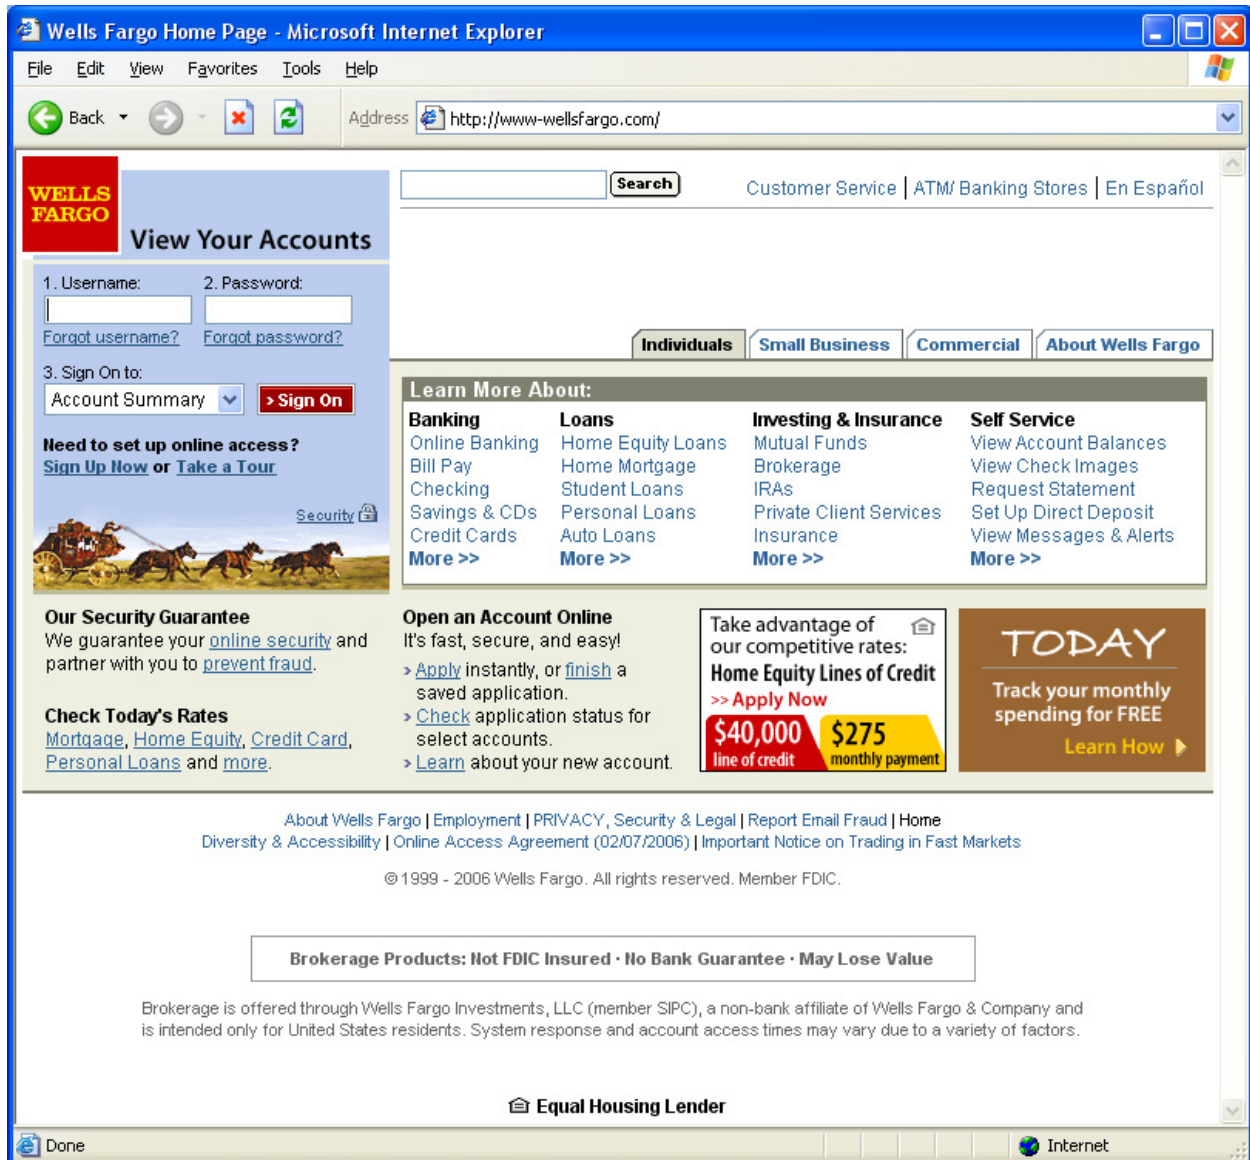 Wells Fargo Home Page - Microsoft Internet Explorer
File Edit View Favorites Tools Help
Back Address http://www-wellsfargo.com/
WELLS
FARGO
View Your Accounts
Search
Customer Service | ATM/ Banking Stores | En Español
1. Username: 2. Password:
Forgot username? Forgot password?
3. Sign On to:
Account Summary > Sign On
Need to set up online access?
Sign Up Now or Take a Tour
Security
Individuals Small Business Commercial About Wells Fargo
Learn More About:
Banking
Online Banking
Bill Pay
Checking
Savings & CDs
Credit Cards
More >>
Loans
Home Equity Loans
Home Mortgage
Student Loans
Personal Loans
Auto Loans
More >>
Investing & Insurance
Mutual Funds
Brokerage
IRAs
Private Client Services
Insurance
More >>
Self Service
View Account Balances
View Check Images
Request Statement
Set Up Direct Deposit
View Messages & Alerts
More >>
Our Security Guarantee
We guarantee your online security and
partner with you to prevent fraud.
Check Today's Rates
Mortgage, Home Equity, Credit Card,
Personal Loans and more.
Open an Account Online
It's fast, secure, and easy!
> Apply instantly, or finish a
saved application.
> Check application status for
select accounts.
> Learn about your new account.
Take advantage of
our competitive rates:
Home Equity Lines of Credit
>> Apply Now
$40,000
line of credit
$275
monthly payment
TODAY
Track your monthly
spending for FREE
Learn How
About Wells Fargo | Employment | PRIVACY, Security & Legal | Report Email Fraud | Home
Diversity & Accessibility | Online Access Agreement (02/07/2006) | Important Notice on Trading in Fast Markets
© 1999 - 2006 Wells Fargo. All rights reserved. Member FDIC.
Brokerage Products: Not FDIC Insured · No Bank Guarantee · May Lose Value
Brokerage is offered through Wells Fargo Investments, LLC (member SIPC), a non-bank affiliate of Wells Fargo & Company and
is intended only for United States residents. System response and account access times may vary due to a variety of factors.
Equal Housing Lender
Done Internet